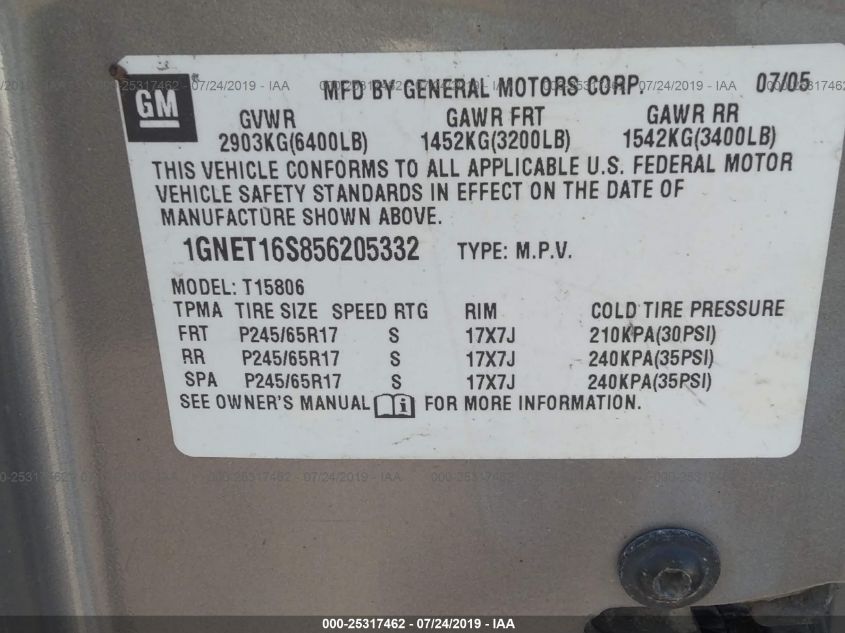 GM
MFD BY GENERAL MOTORS CORP. 07/05
GVWR GAWR FRT GAWR RR
2903KG(6400LB) 1452KG(3200LB) 1542KG(3400LB)
THIS VEHICLE CONFORMS TO ALL APPLICABLE U.S. FEDERAL MOTOR
VEHICLE SAFETY STANDARDS IN EFFECT ON THE DATE OF
MANUFACTURE SHOWN ABOVE.
1GNET16S856205332 TYPE: M.P.V.
MODEL: T15806
TPMA TIRE SIZE SPEED RTG RIM COLD TIRE PRESSURE
FRT P245/65R17 S 17X7J 210KPA(30PSI)
RR P245/65R17 S 17X7J 240KPA(35PSI)
SPA P245/65R17 S 17X7J 240KPA(35PSI)
SEE OWNER'S MANUAL FOR MORE INFORMATION.
000-25317462 - 07/24/2019 - IAA